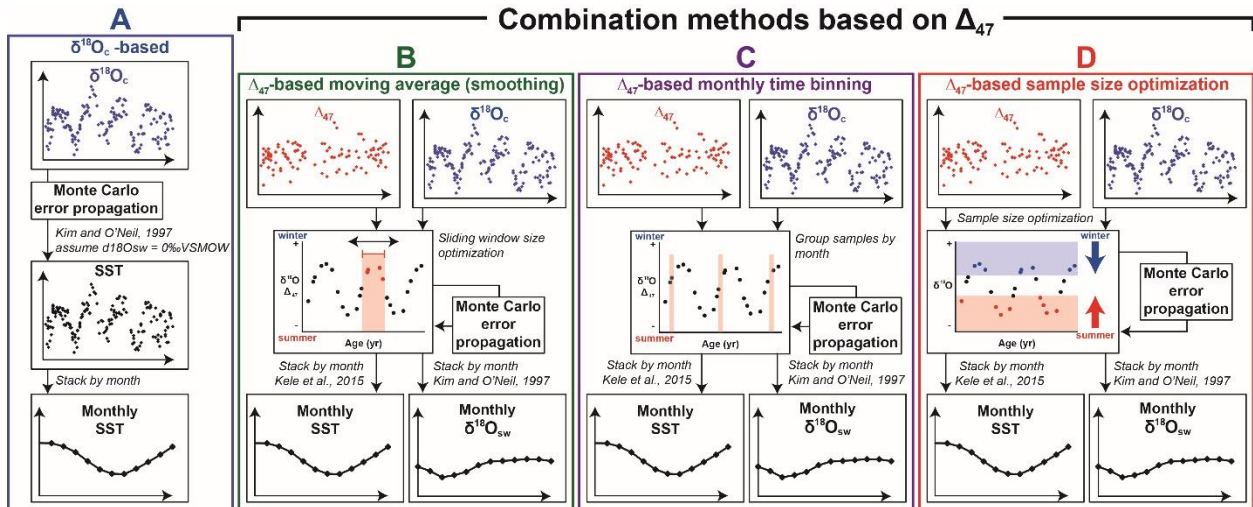 Combination methods based on Δ₄₇
A
δ¹⁸Oc -based
δ¹⁸Oc
Monte Carlo
error propagation
Kim and O'Neil, 1997
assume d18Osw = 0‰VSMOW
SST
Stack by month
Monthly
SST
B
Δ₄₇-based moving average (smoothing)
Δ₄₇
δ¹⁸Oc
Sliding window size
optimization
winter
+
δ¹⁸O
Δ₄₇
-
summer
Age (yr)
Monte Carlo
error
propagation
Stack by month
Kele et al., 2015
Stack by month
Kim and O'Neil, 1997
Monthly
SST
Monthly
δ¹⁸Osw
C
Δ₄₇-based monthly time binning
Δ₄₇
δ¹⁸Oc
Group samples by
month
winter
+
δ¹⁸O
Δ₄₇
-
summer
Age (yr)
Monte Carlo
error
propagation
Stack by month
Kele et al., 2015
Stack by month
Kim and O'Neil, 1997
Monthly
SST
Monthly
δ¹⁸Osw
D
Δ₄₇-based sample size optimization
Δ₄₇
δ¹⁸Oc
Sample size optimization
+
winter
δ¹⁸O
-
summer
Age (yr)
Monte Carlo
error
propagation
Stack by month
Kele et al., 2015
Stack by month
Kim and O'Neil, 1997
Monthly
SST
Monthly
δ¹⁸Osw